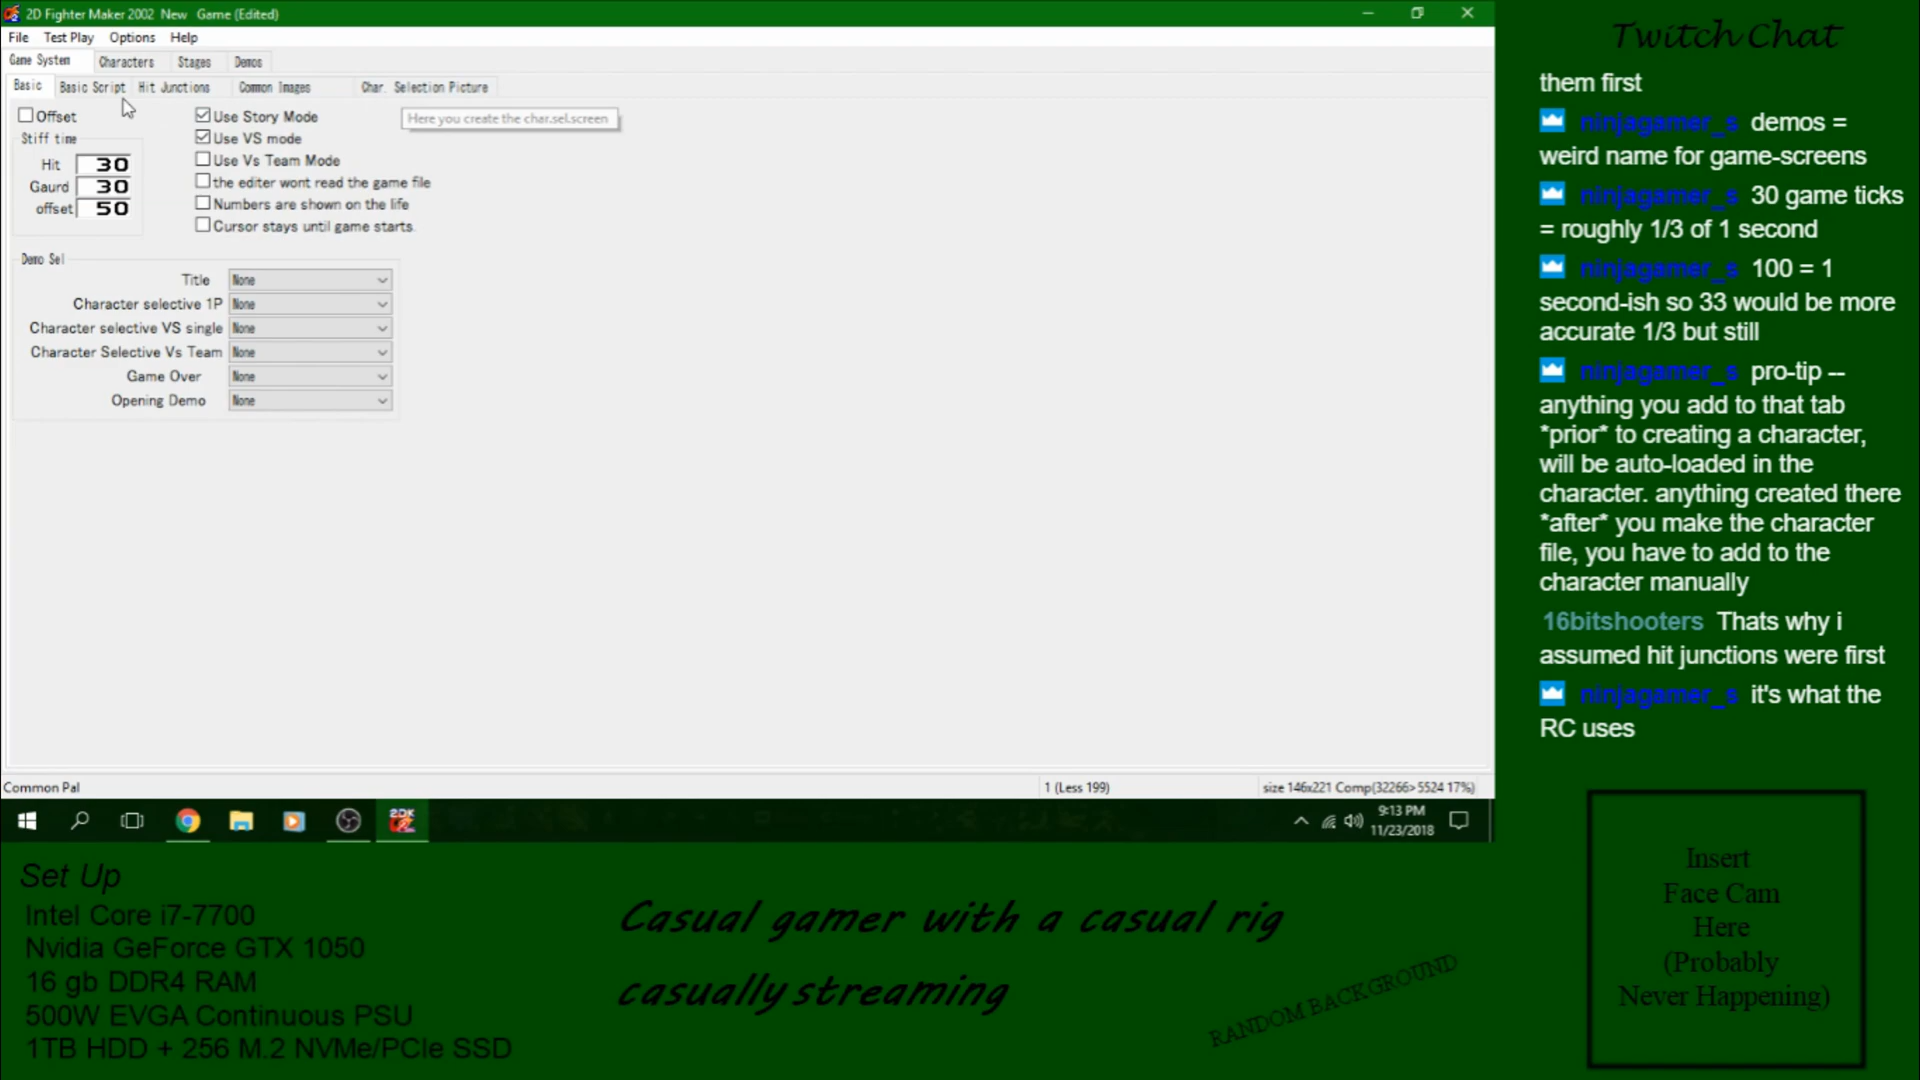 2D Fighter Maker 2002 New Game (Edited)
File Test Play Options Help
Game System Characters Stages Demos
Basic Basic Script Hit Junctions Common Images Char. Selection Picture
Here you create the char.sel.screen
Offset
Stiff time
Hit 30
Gaurd 30
offset 50
Use Story Mode
Use VS mode
Use Vs Team Mode
the editer wont read the game file
Numbers are shown on the life
Cursor stays until game starts.
Demo Sel
Title None
Character selective 1P None
Character selective VS single None
Character Selective Vs Team None
Game Over None
Opening Demo None
Common Pal
1 (Less 199)
size 146x221 Comp(32266>5524 17%)
2DK
9:13 PM
11/23/2018
Twitch Chat
them first
ninjagamer_s demos =
weird name for game-screens
ninjagamer_s 30 game ticks
= roughly 1/3 of 1 second
ninjagamer_s 100 = 1
second-ish so 33 would be more
accurate 1/3 but still
ninjagamer_s pro-tip --
anything you add to that tab
*prior* to creating a character,
will be auto-loaded in the
character. anything created there
*after* you make the character
file, you have to add to the
character manually
16bitshooters Thats why i
assumed hit junctions were first
ninjagamer_s it's what the
RC uses
Set Up
Intel Core i7-7700
Nvidia GeForce GTX 1050
16 gb DDR4 RAM
500W EVGA Continuous PSU
1TB HDD + 256 M.2 NVMe/PCIe SSD
Casual gamer with a casual rig
casually streaming
RANDOM BACKGROUND
Insert
Face Cam
Here
(Probably
Never Happening)